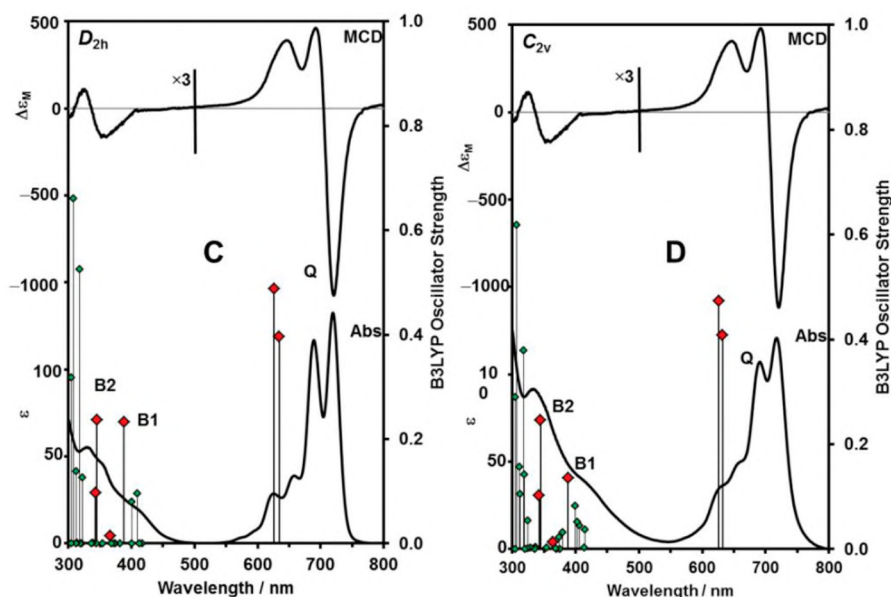 500
D2h
MCD
1.0
×3
ΔεM
0
0.8
−500
C
0.6
B3LYP Oscillator Strength
−1000
Q
Abs
0.4
ε
100
B2
B1
50
0.2
0
0.0
300 400 500 600 700 800
Wavelength / nm
500
C2v
MCD
1.0
×3
ΔεM
0
0.8
−500
D
0.6
B3LYP Oscillator Strength
−1000
Abs
Q
0.4
ε
10
0
B2
B1
50
0.2
0
0.0
300 400 500 600 700 800
Wavelength / nm